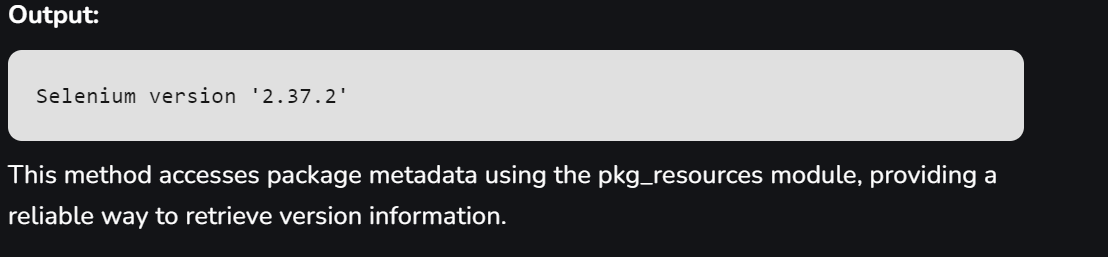 Output:
Selenium version '2.37.2'
This method accesses package metadata using the pkg_resources module, providing a
reliable way to retrieve version information.